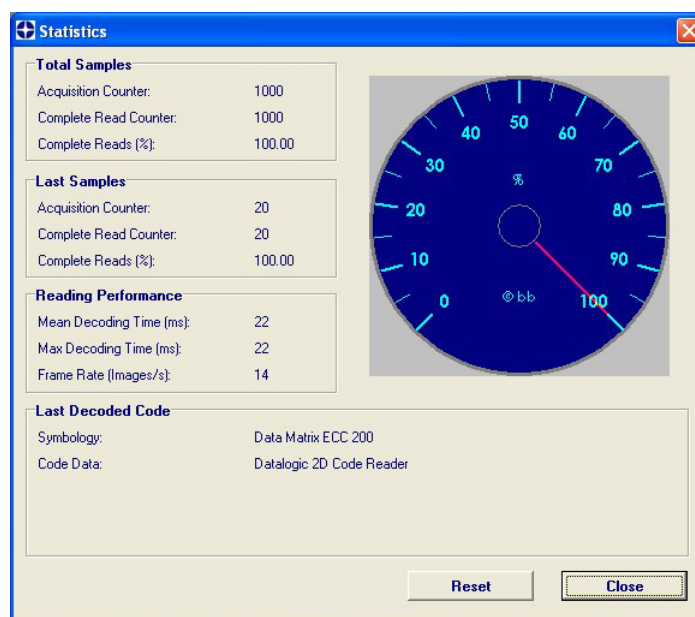 Statistics
Total Samples
Acquisition Counter: 1000
Complete Read Counter: 1000
Complete Reads (%): 100.00
Last Samples
Acquisition Counter: 20
Complete Read Counter: 20
Complete Reads (%): 100.00
Reading Performance
Mean Decoding Time (ms): 22
Max Decoding Time (ms): 22
Frame Rate (Images/s): 14
0
10
20
30
40
50
60
70
80
90
100
%
© bb
Last Decoded Code
Symbology: Data Matrix ECC 200
Code Data: Datalogic 2D Code Reader
Reset Close